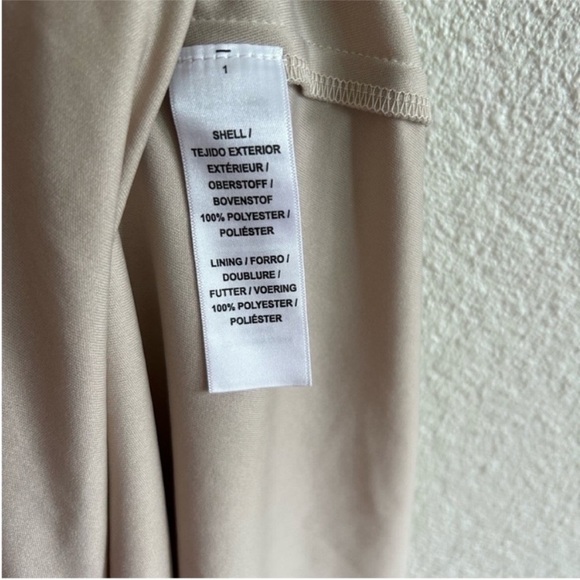 1
SHELL /
TEJIDO EXTERIOR
EXTÉRIEUR /
OBERSTOFF /
BOVENSTOF
100% POLYESTER /
POLIÉSTER
LINING / FORRO /
DOUBLURE /
FUTTER / VOERING
100% POLYESTER /
POLIÉSTER